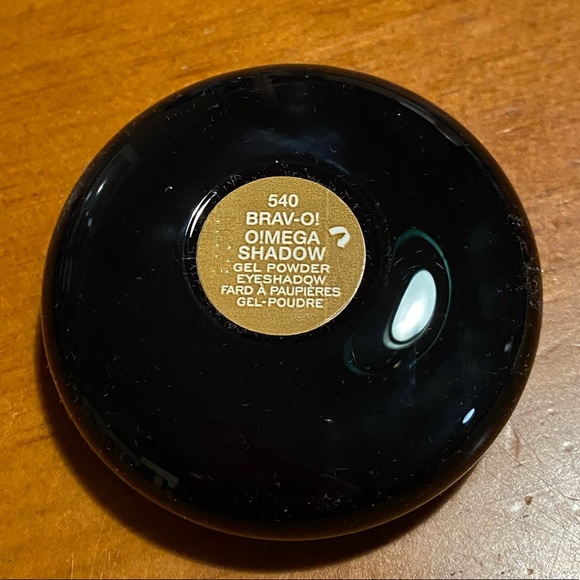 540
BRAV-O!
O!MEGA
SHADOW
GEL POWDER
EYESHADOW
FARD À PAUPIÈRES
GEL-POUDRE